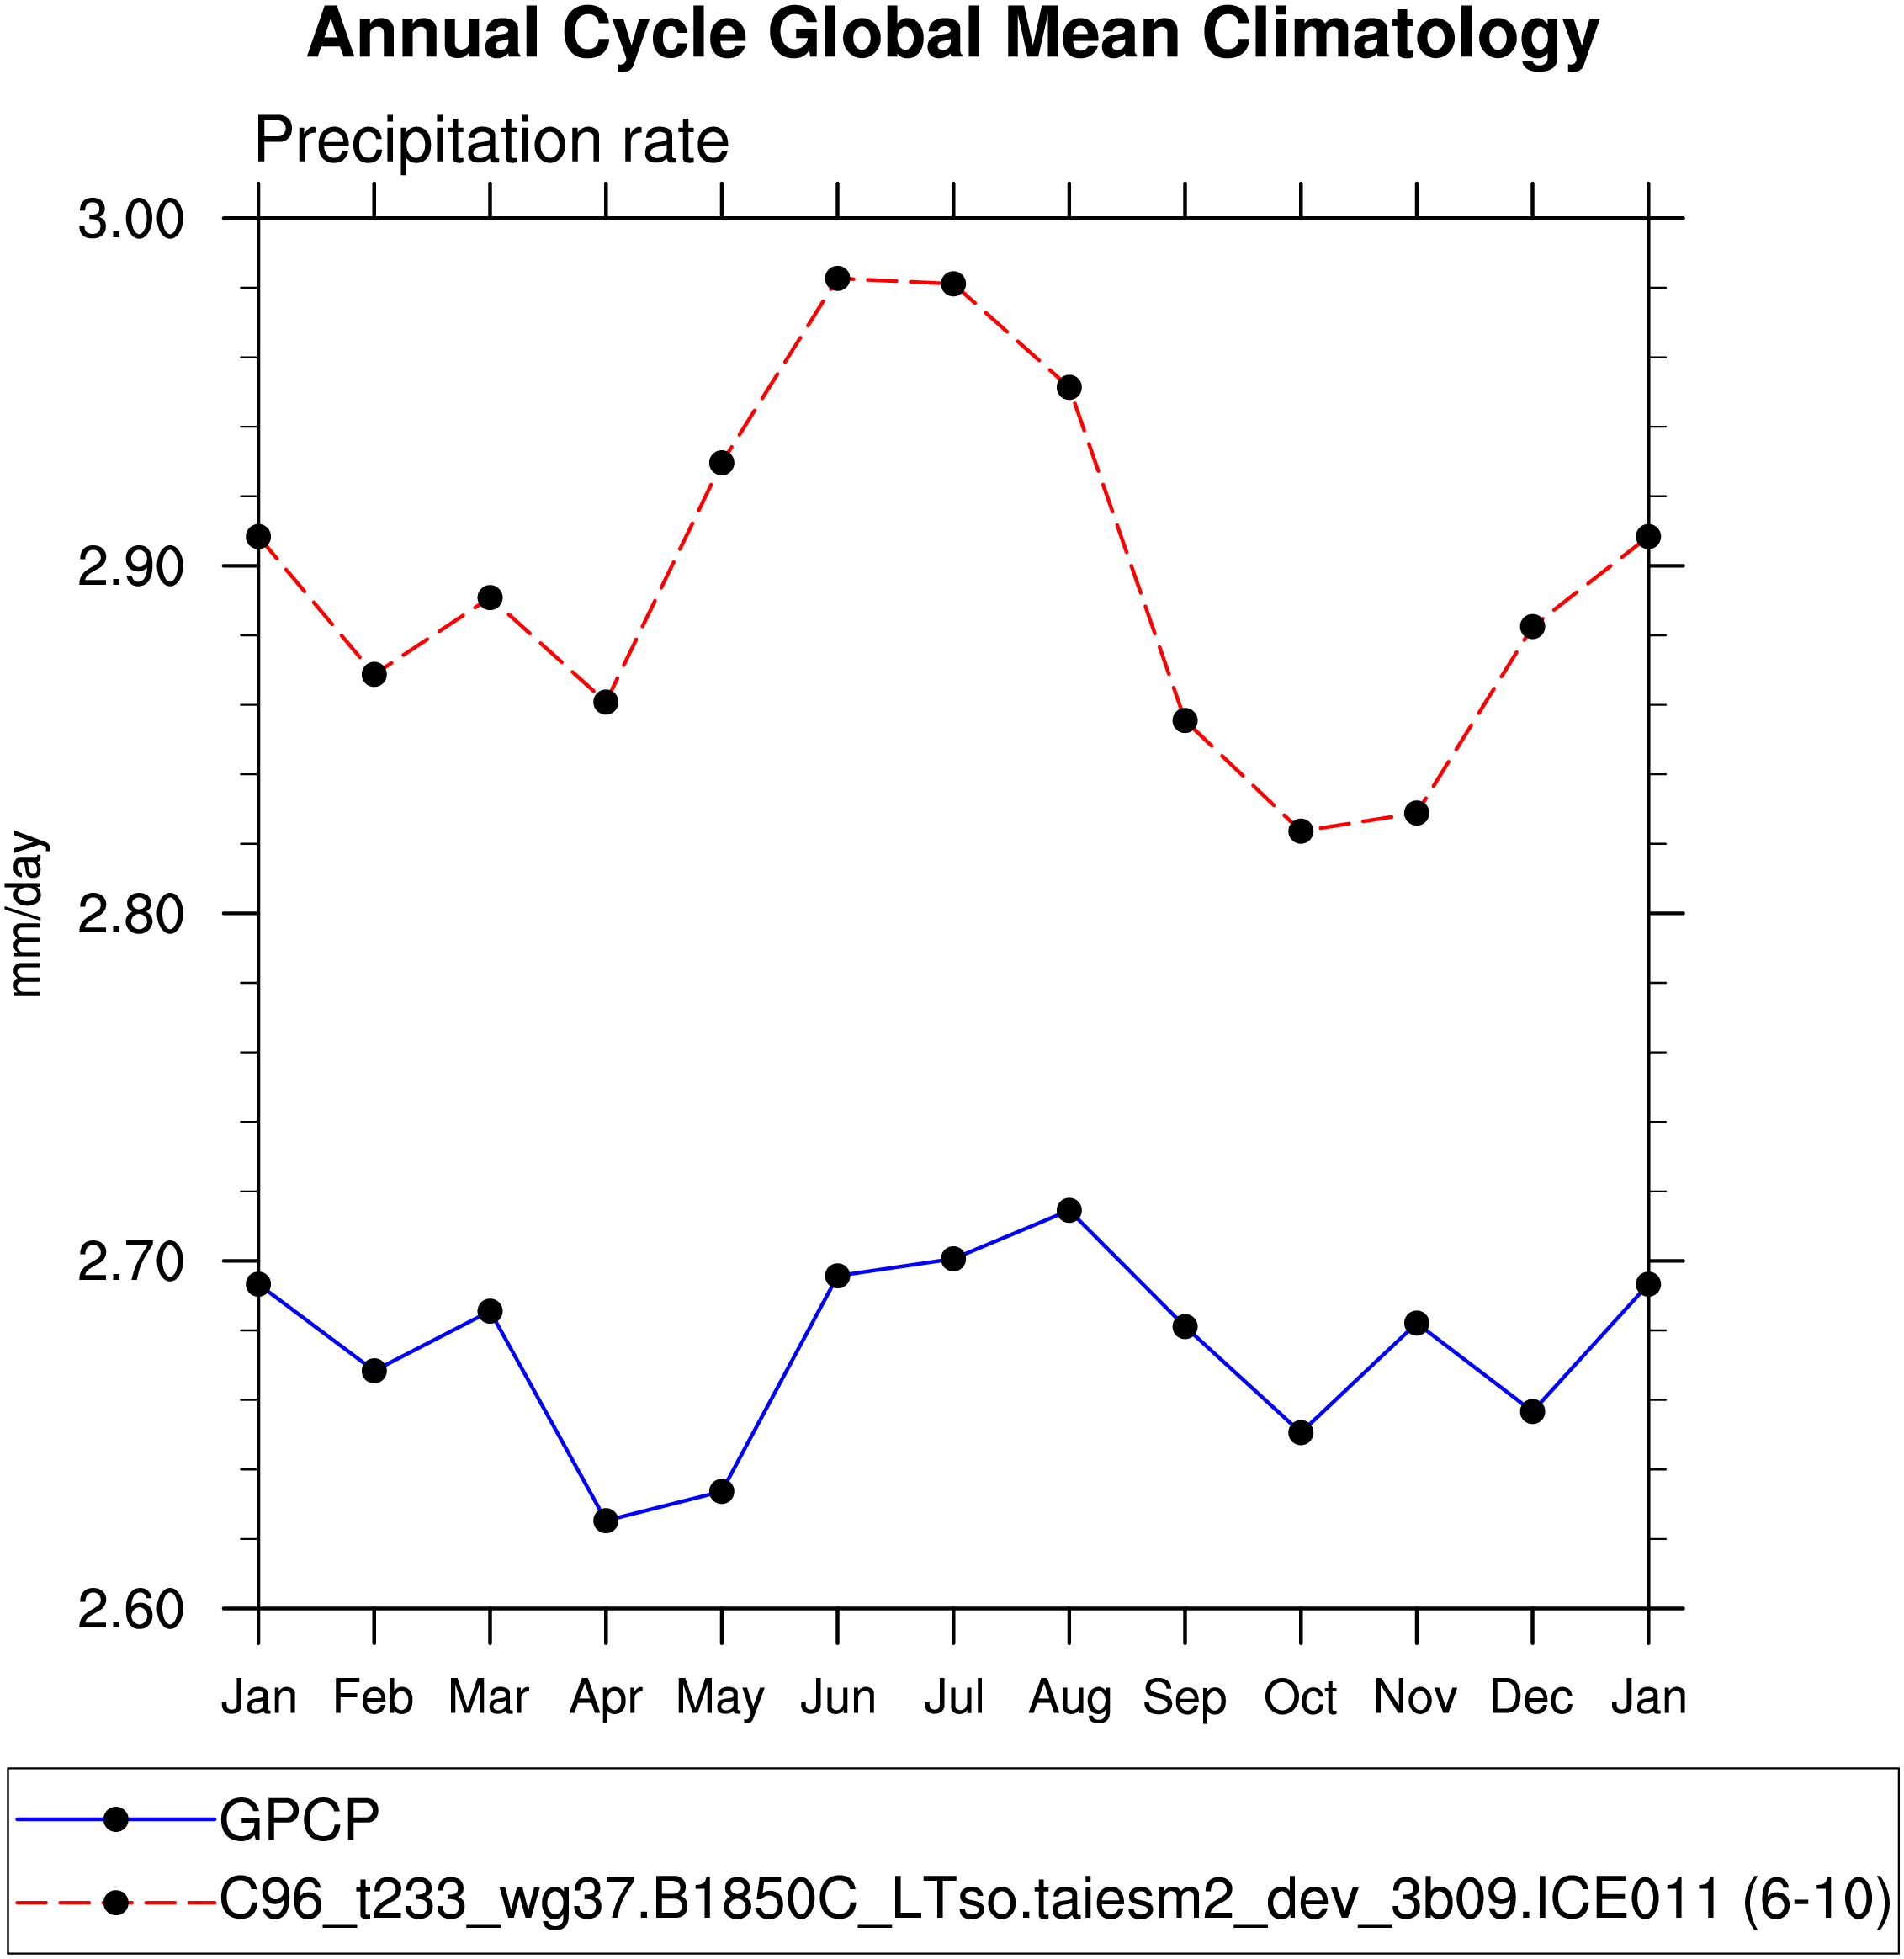 Annual Cycle Global Mean Climatology
Precipitation rate
3.00
2.90
2.80
2.70
2.60
mm/day
Jan Feb Mar Apr May Jun Jul Aug Sep Oct Nov Dec Jan
GPCP
C96_t233_wg37.B1850C_LTso.taiesm2_dev_3b09.ICE011 (6-10)